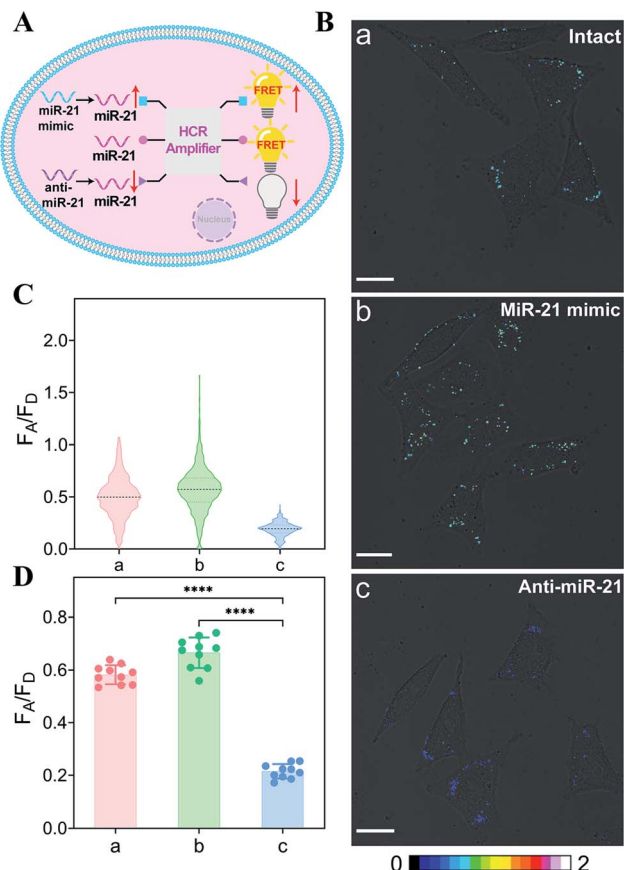 A
miR-21
mimic
miR-21
FRET
miR-21
HCR
Amplifier
FRET
anti-
miR-21
miR-21
Nucleus
B
a
Intact
b
MiR-21 mimic
c
Anti-miR-21
0
2
C
F_A/F_D
2.0
1.5
1.0
0.5
0.0
a
b
c
D
F_A/F_D
0.8
0.6
0.4
0.2
0.0
****
****
a
b
c